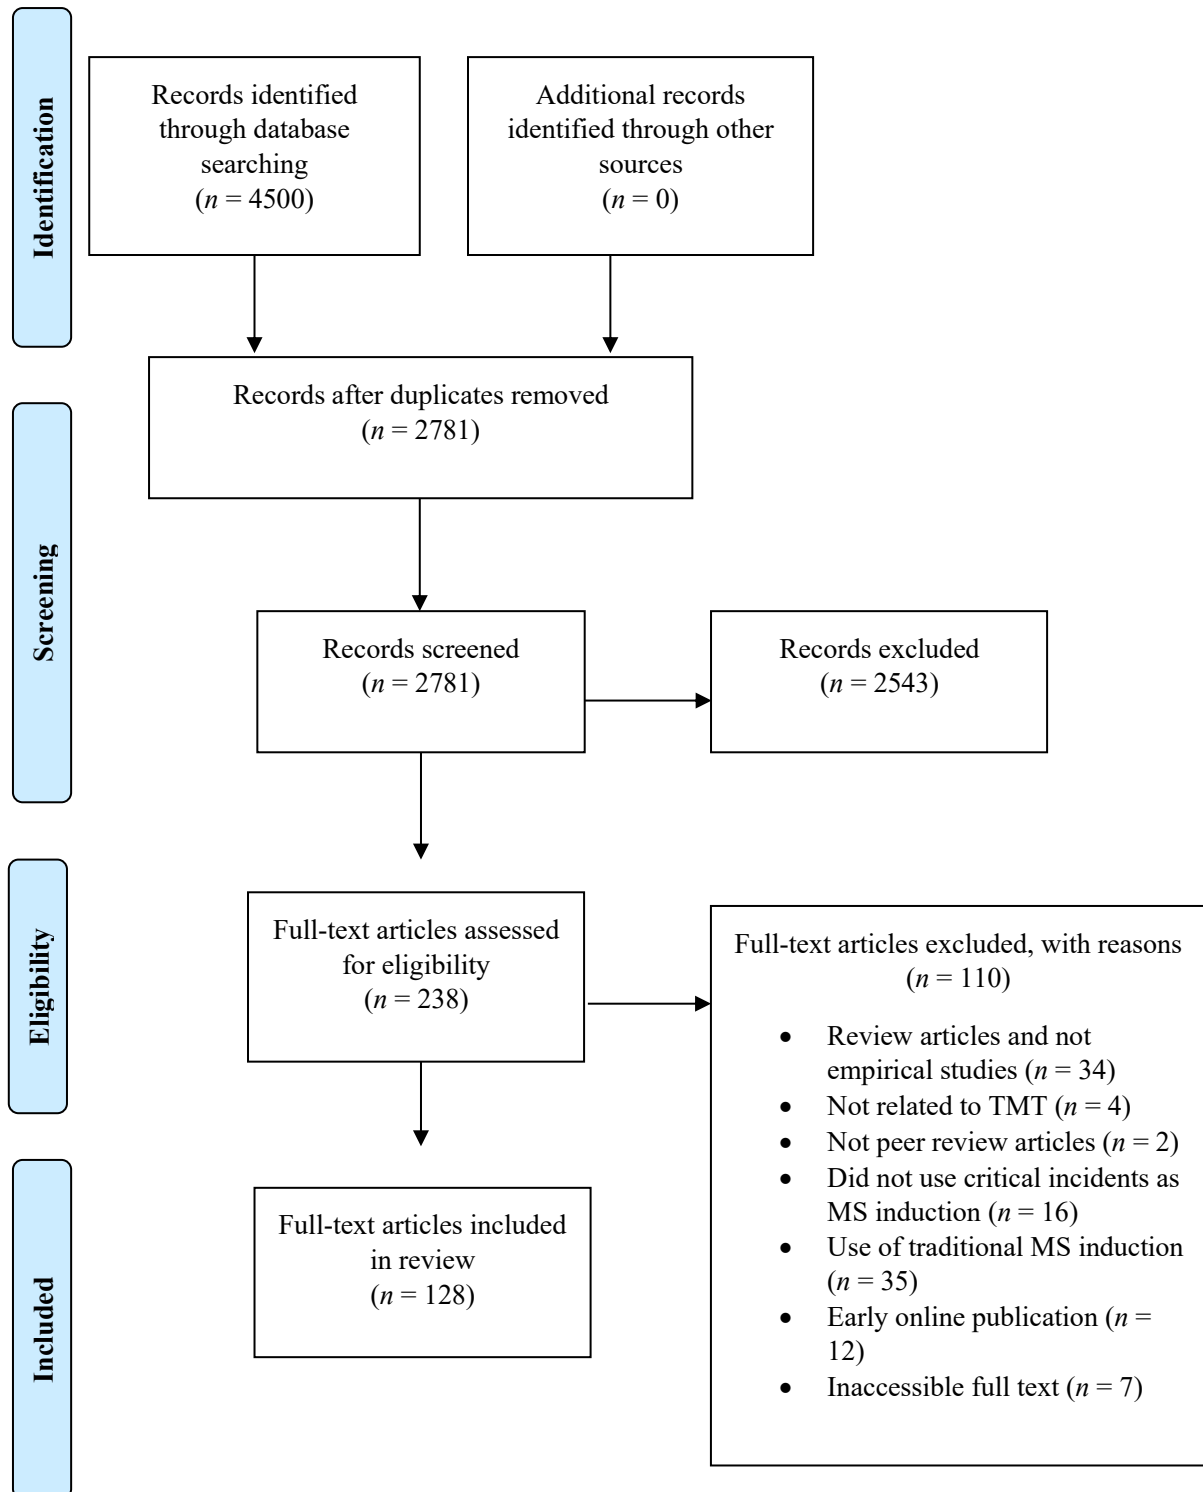 Identification
Records identified
through database
searching
(n = 4500)
Additional records
identified through other
sources
(n = 0)
Records after duplicates removed
(n = 2781)
Screening
Records screened
(n = 2781)
Records excluded
(n = 2543)
Eligibility
Full-text articles assessed
for eligibility
(n = 238)
Full-text articles excluded, with reasons
(n = 110)
• Review articles and not
empirical studies (n = 34)
• Not related to TMT (n = 4)
• Not peer review articles (n = 2)
• Did not use critical incidents as
MS induction (n = 16)
• Use of traditional MS induction
(n = 35)
• Early online publication (n =
12)
• Inaccessible full text (n = 7)
Included
Full-text articles included
in review
(n = 128)